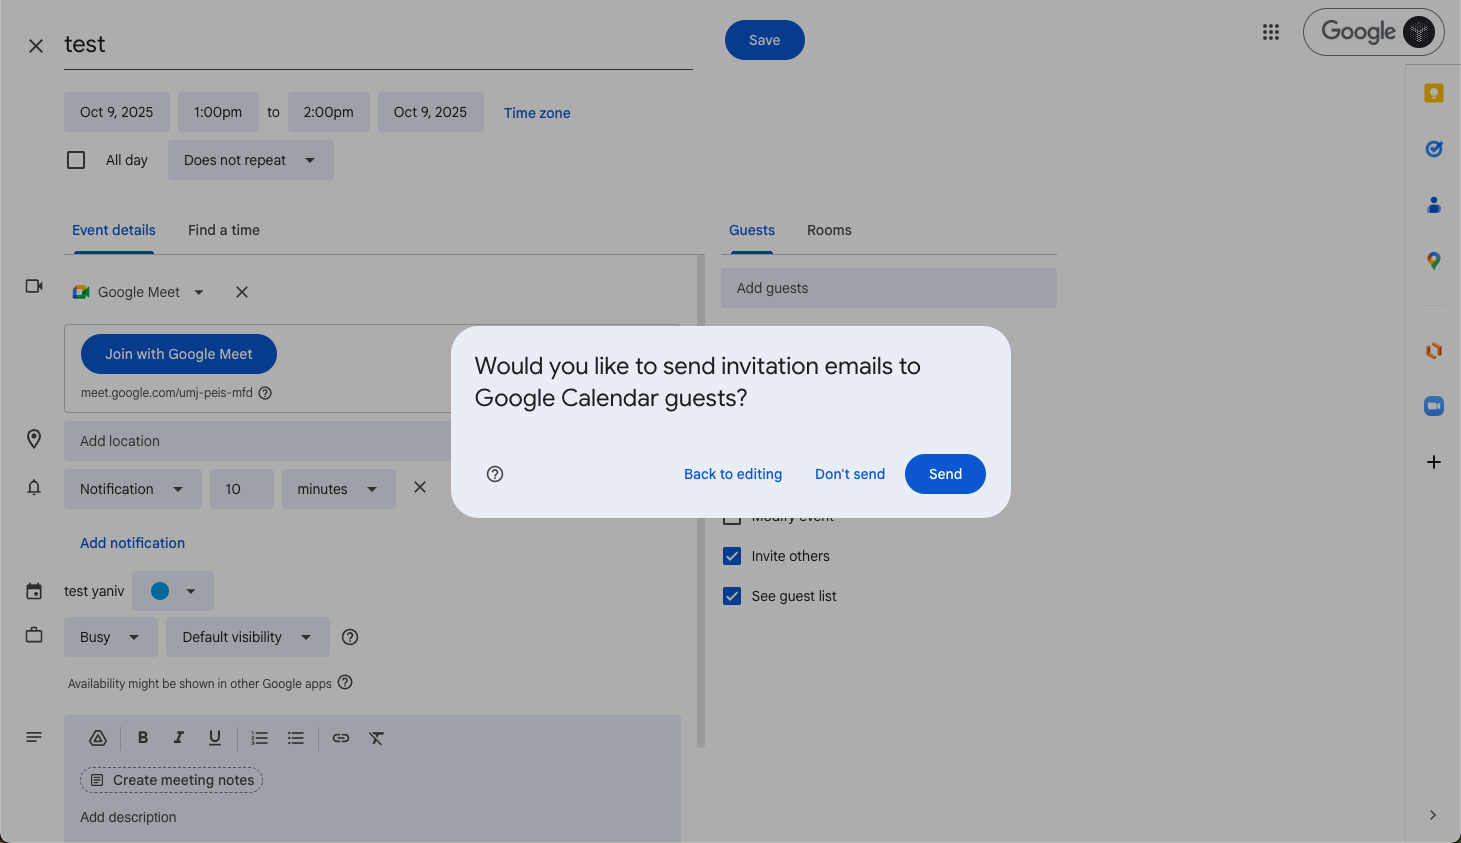 test
Save
Google
Oct 9, 2025 1:00pm to 2:00pm Oct 9, 2025 Time zone
All day Does not repeat
Event details Find a time
Guests Rooms
Google Meet
Add guests
Join with Google Meet
meet.google.com/umj-peis-mfd
Add location
Notification 10 minutes
Add notification
test yaniv
Busy Default visibility
Availability might be shown in other Google apps
B I U
Create meeting notes
Add description
Would you like to send invitation emails to
Google Calendar guests?
Back to editing Don't send Send
Modify event
Invite others
See guest list